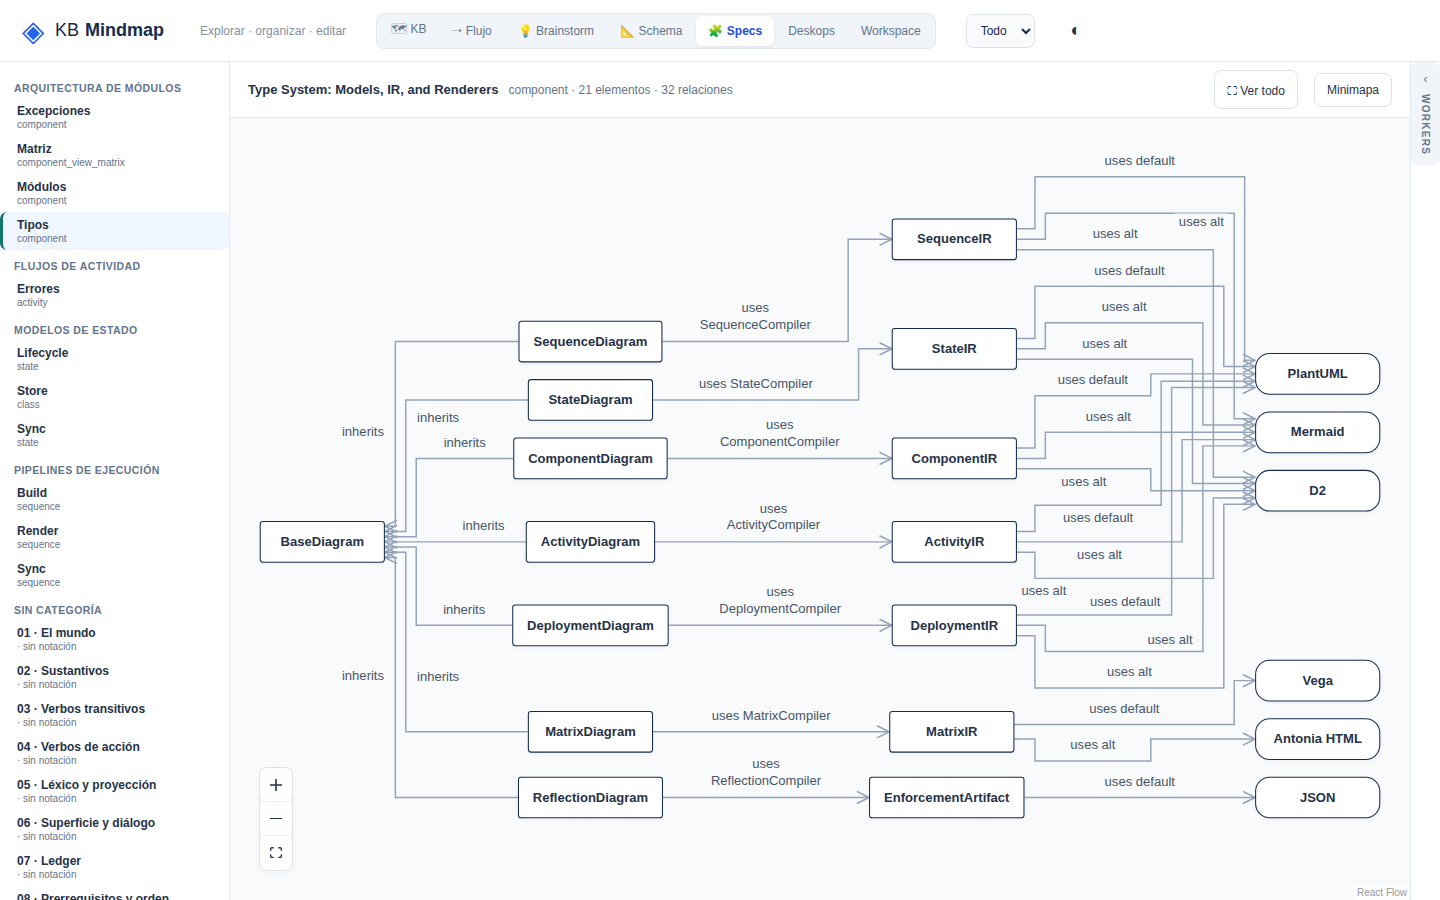 ◈ KB Mindmap
Explorar · organizar · editar
🗺 KB
→ Flujo
💡 Brainstorm
📐 Schema
🧩 Specs
Deskops
Workspace
Todo
ARQUITECTURA DE MÓDULOS
Excepciones
component
Matriz
component_view_matrix
Módulos
component
Tipos
component
FLUJOS DE ACTIVIDAD
Errores
activity
MODELOS DE ESTADO
Lifecycle
state
Store
class
Sync
state
PIPELINES DE EJECUCIÓN
Build
sequence
Render
sequence
Sync
sequence
SIN CATEGORÍA
01 · El mundo
· sin notación
02 · Sustantivos
· sin notación
03 · Verbos transitivos
· sin notación
04 · Verbos de acción
· sin notación
05 · Léxico y proyección
· sin notación
06 · Superficie y diálogo
· sin notación
07 · Ledger
· sin notación
08 · Prerrequisitos y orden
Type System: Models, IR, and Renderers component · 21 elementos · 32 relaciones
⛶ Ver todo
Minimapa
‹
WORKERS
BaseDiagram
inherits
inherits
inherits
inherits
inherits
inherits
inherits
SequenceDiagram
StateDiagram
ComponentDiagram
ActivityDiagram
DeploymentDiagram
MatrixDiagram
ReflectionDiagram
uses
SequenceCompiler
uses StateCompiler
uses
ComponentCompiler
uses
ActivityCompiler
uses
DeploymentCompiler
uses MatrixCompiler
uses
ReflectionCompiler
SequenceIR
StateIR
ComponentIR
ActivityIR
DeploymentIR
MatrixIR
EnforcementArtifact
uses default
uses alt
uses alt
uses default
uses alt
uses alt
uses default
uses alt
uses alt
uses default
uses alt
uses alt
uses default
uses alt
uses alt
uses default
uses alt
uses default
PlantUML
Mermaid
D2
Vega
Antonia HTML
JSON
React Flow